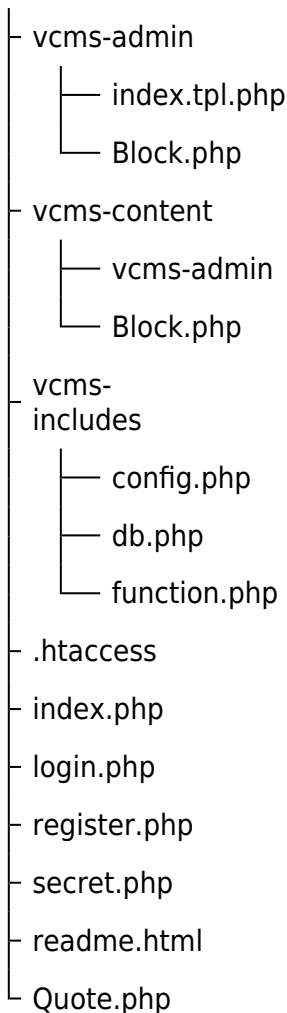 vcms-admin
index.tpl.php
Block.php
vcms-content
vcms-admin
Block.php
vcms-
includes
config.php
db.php
function.php
.htaccess
index.php
login.php
register.php
secret.php
readme.html
Quote.php